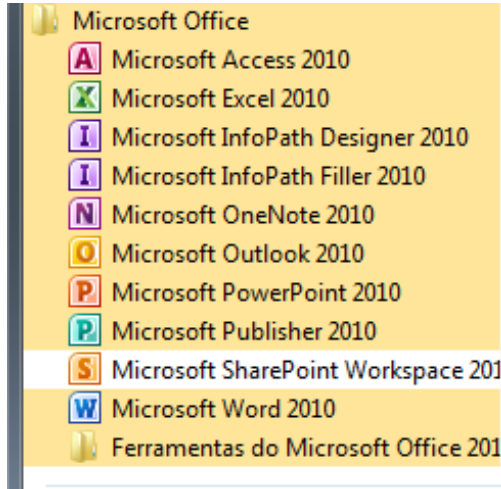 Microsoft Office
A Microsoft Access 2010
X Microsoft Excel 2010
I Microsoft InfoPath Designer 2010
I Microsoft InfoPath Filler 2010
N Microsoft OneNote 2010
O Microsoft Outlook 2010
P Microsoft PowerPoint 2010
P Microsoft Publisher 2010
S Microsoft SharePoint Workspace 201
W Microsoft Word 2010
Ferramentas do Microsoft Office 201